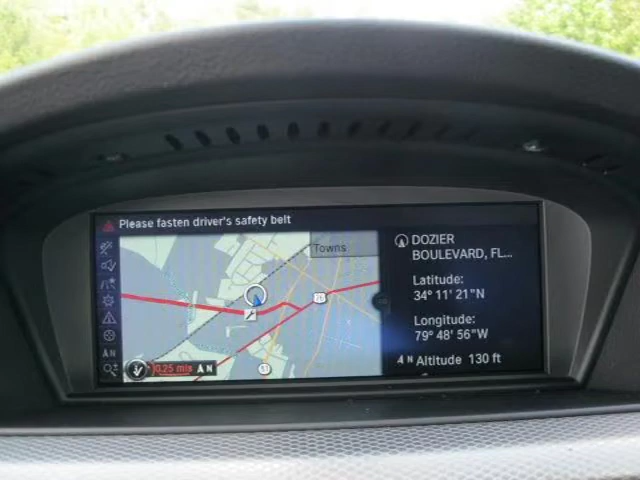 Please fasten driver's safety belt
Towns
DOZIER
BOULEVARD, FL...
Latitude:
34° 11' 21"N
Longitude:
79° 48' 56"W
N Altitude 130 ft
N
0.25 mls N